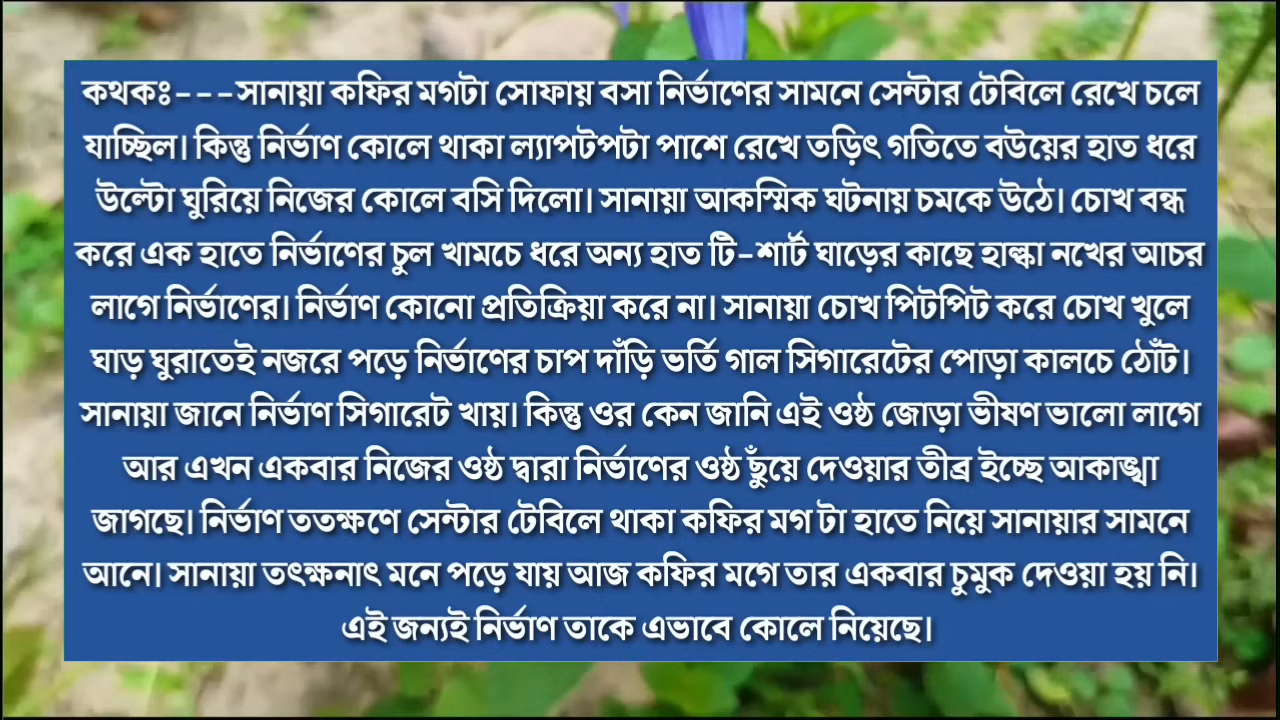 কথকঃ---সানায়া কফির মগটা সোফায় বসা নির্ভাণের সামনে সেন্টার টেবিলে রেখে চলে
যাচ্ছিল। কিন্তু নির্ভাণ কোলে থাকা ল্যাপটপটা পাশে রেখে তড়িৎ গতিতে বউয়ের হাত ধরে
উল্টো ঘুরিয়ে নিজের কোলে বসি দিলো। সানায়া আকস্মিক ঘটনায় চমকে উঠে। চোখ বন্ধ
করে এক হাতে নির্ভাণের চুল খামচে ধরে অন্য হাত টি-শার্ট ঘাড়ের কাছে হাল্কা নখের আচর
লাগে নির্ভাণের। নির্ভাণ কোনো প্রতিক্রিয়া করে না। সানায়া চোখ পিটপিট করে চোখ খুলে
ঘাড় ঘুরাতেই নজরে পড়ে নির্ভাণের চাপ দাঁড়ি ভর্তি গাল সিগারেটের পোড়া কালচে ঠোঁট।
সানায়া জানে নির্ভাণ সিগারেট খায়। কিন্তু ওর কেন জানি এই ওষ্ঠ জোড়া ভীষণ ভালো লাগে
আর এখন একবার নিজের ওষ্ঠ দ্বারা নির্ভাণের ওষ্ঠ ছুঁয়ে দেওয়ার তীব্র ইচ্ছে আকাঙ্খা
জাগছে। নির্ভাণ ততক্ষণে সেন্টার টেবিলে থাকা কফির মগ টা হাতে নিয়ে সানায়ার সামনে
আনে। সানায়া তৎক্ষনাৎ মনে পড়ে যায় আজ কফির মগে তার একবার চুমুক দেওয়া হয় নি।
এই জন্যই নির্ভাণ তাকে এভাবে কোলে নিয়েছে।